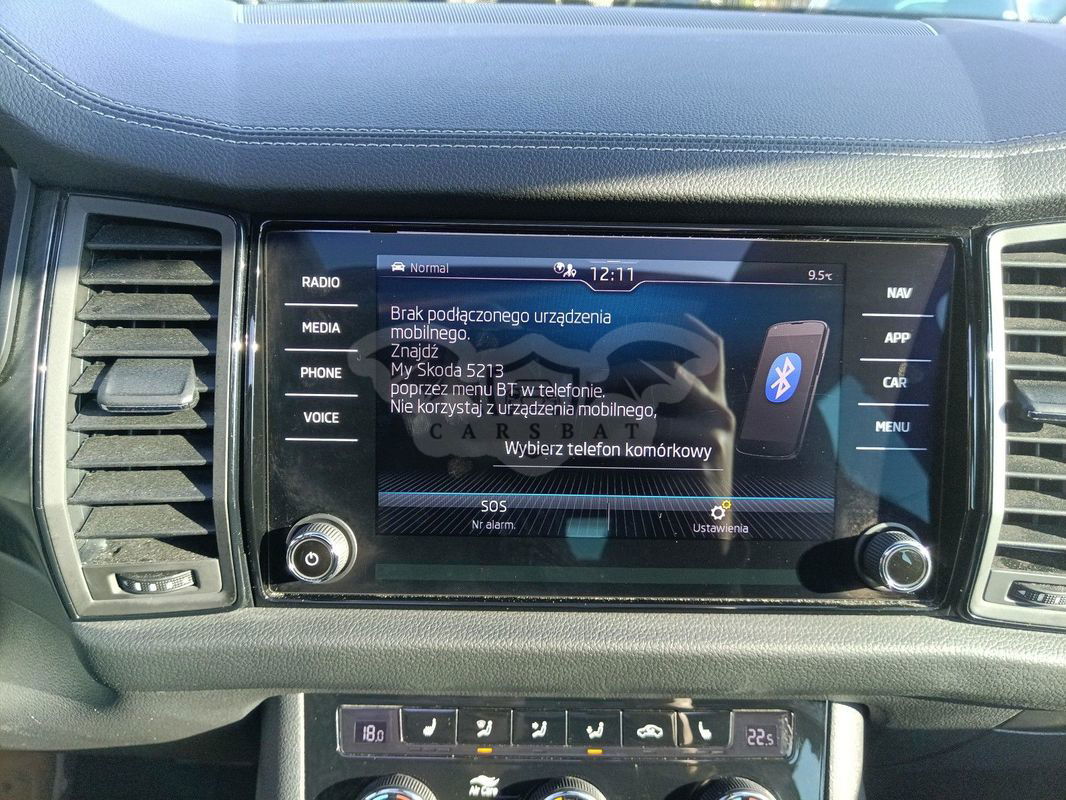 RADIO
MEDIA
PHONE
VOICE
Normal
12:11
9.5°C
Brak podłączonego urządzenia
mobilnego.
Znajdź
My Skoda 5213
poprzez menu BT w telefonie.
Nie korzystaj z urządzenia mobilnego,
CARSBAT
Wybierz telefon komórkowy
SOS
Nr alarm.
Ustawienia
NAV
APP
CAR
MENU
18.0
22.5
Air Care